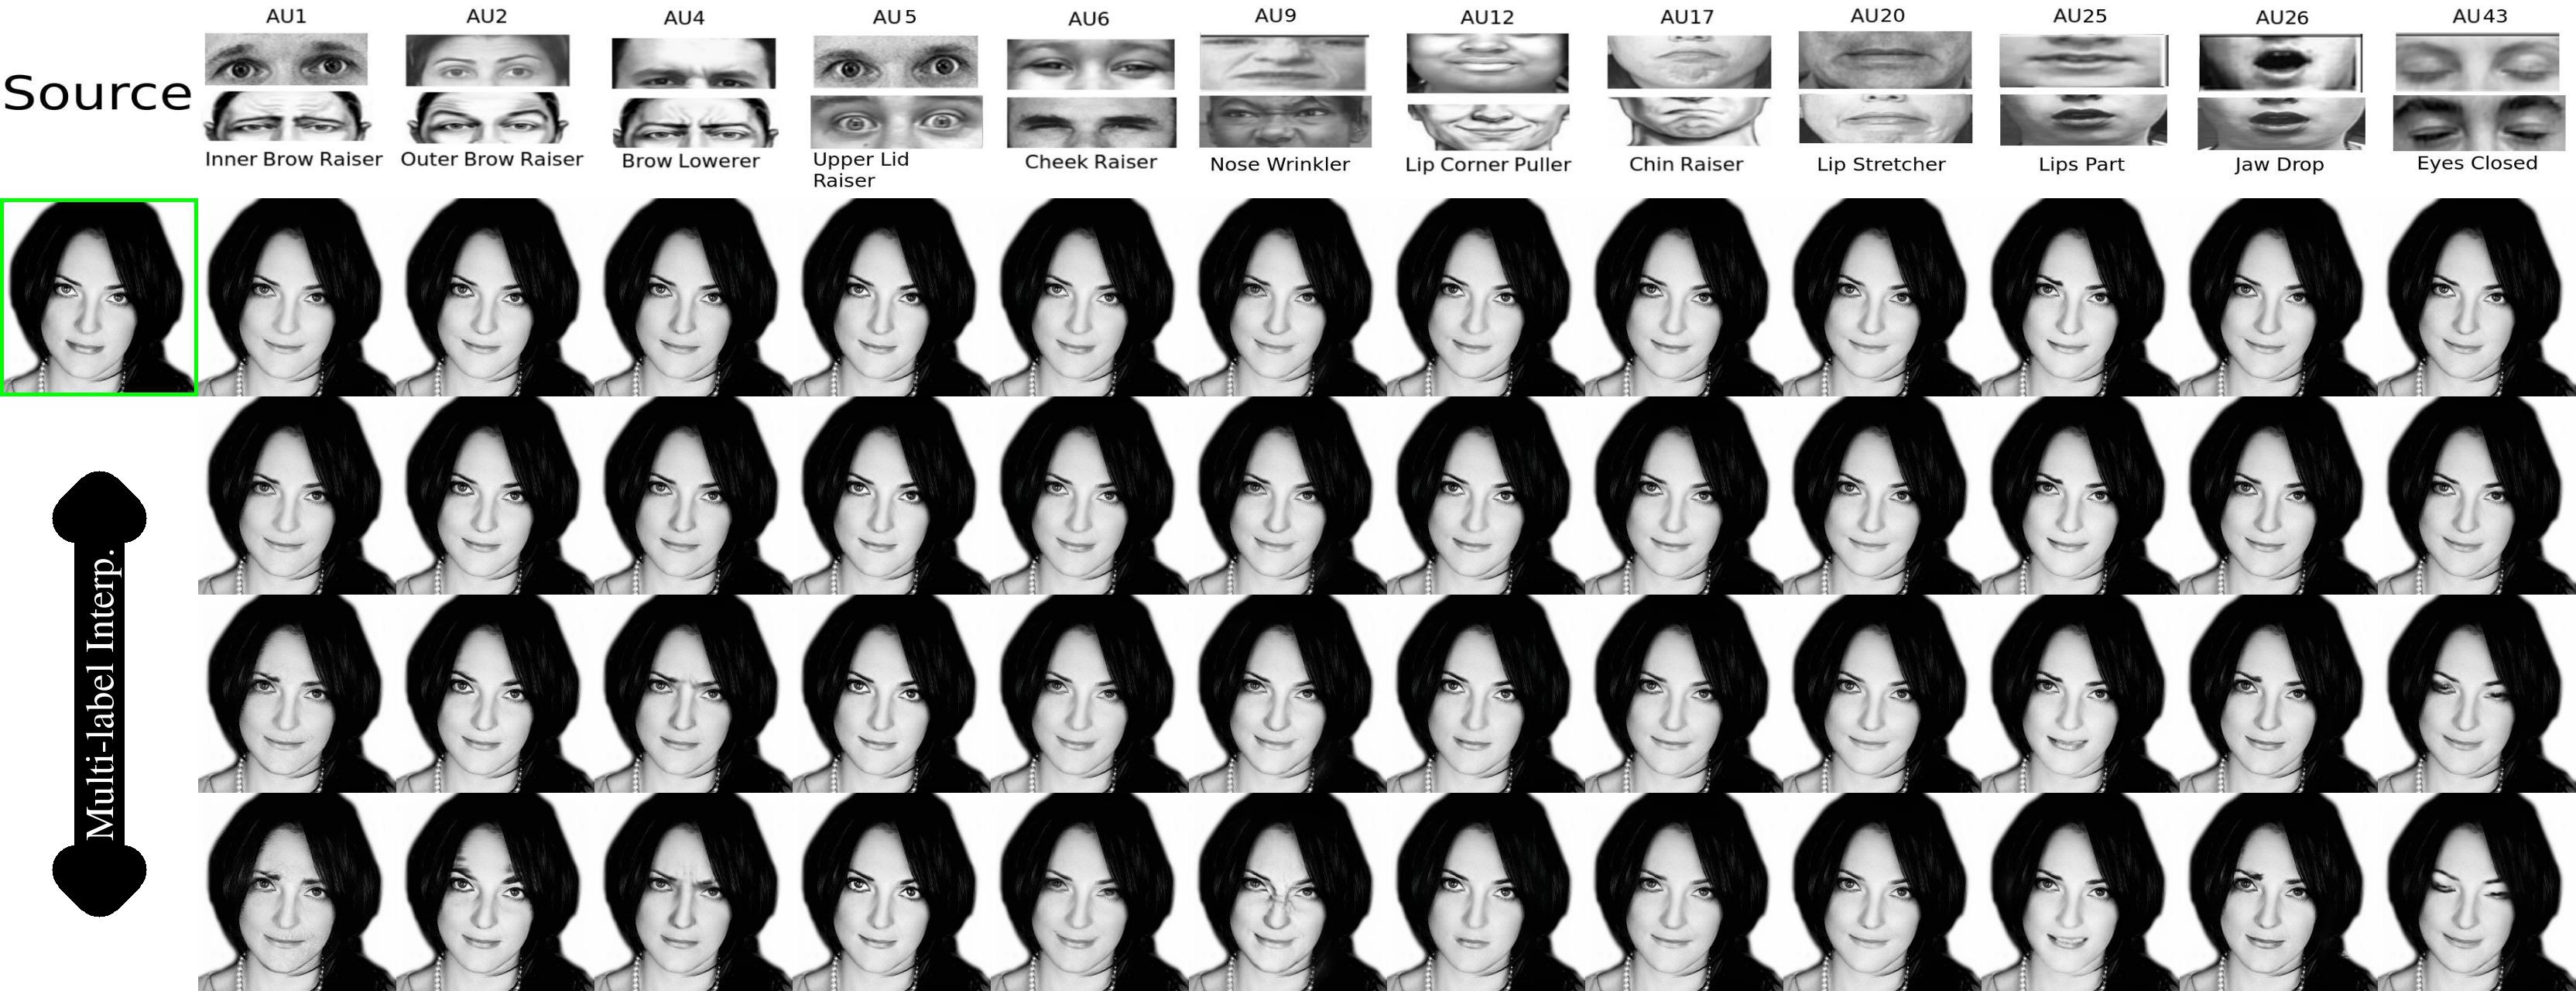 AU1 AU2 AU4 AU5 AU6 AU9 AU12 AU17 AU20 AU25 AU26 AU43
Source
Inner Brow Raiser Outer Brow Raiser Brow Lowerer Upper Lid Cheek Raiser Nose Wrinkler Lip Corner Puller Chin Raiser Lip Stretcher Lips Part Jaw Drop Eyes Closed
Raiser
Multi-label Interp.